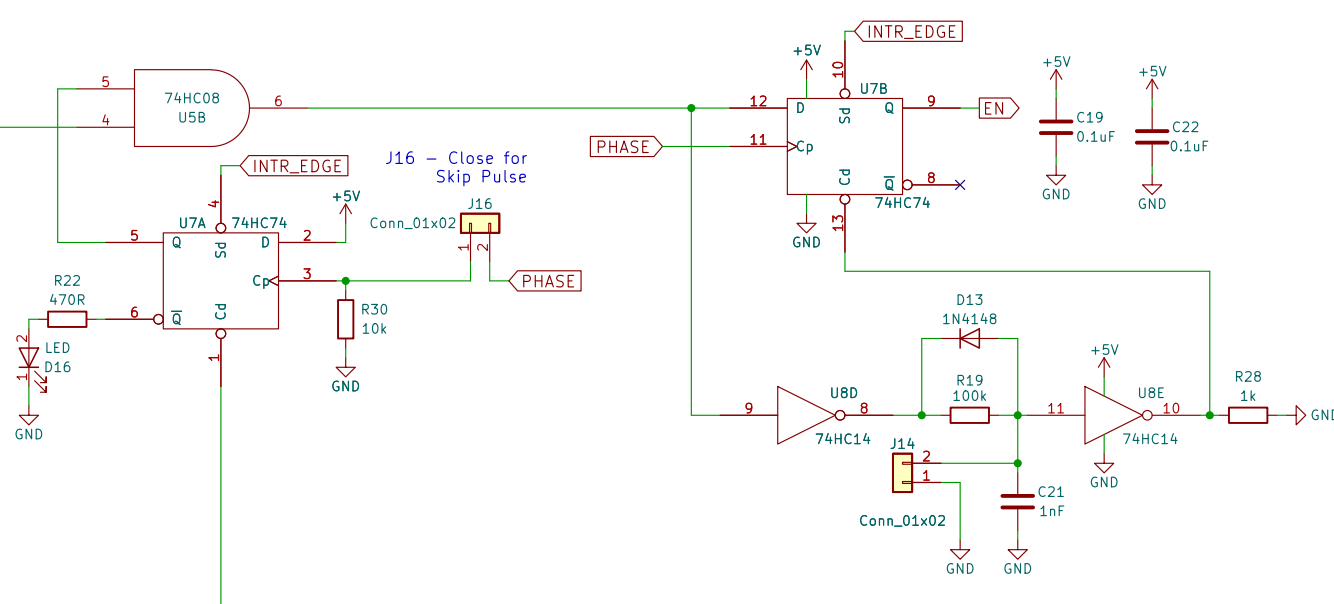 INTR_EDGE
+5V
10
U7B
5
74HC08
U5B
6
4
12
D
Sd
Q
9
EN
PHASE
11
Cp
Cd
Q
8
74HC74
13
GND
+5V
C19
0.1uF
GND
+5V
C22
0.1uF
GND
INTR_EDGE
J16 – Close for
Skip Pulse
4
U7A
74HC74
+5V
J16
Conn_01x02
1
2
5
Q
Sd
D
2
Cp
3
PHASE
R22
470R
6
Q
Cd
1
R30
10k
GND
2
LED
D16
1
GND
D13
1N4148
9
U8D
8
74HC14
R19
100k
11
+5V
U8E
10
74HC14
GND
R28
1k
GND
J14
2
1
Conn_01x02
C21
1nF
GND
GND